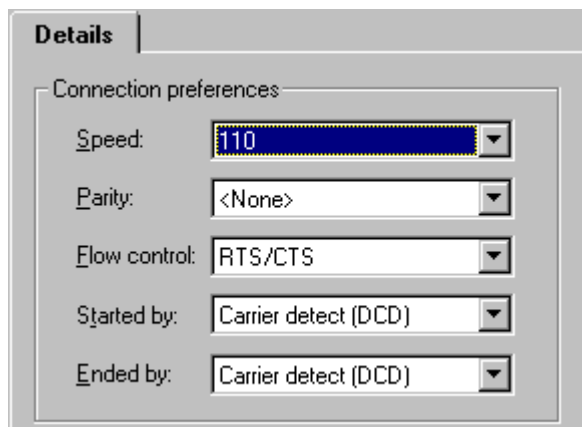 Details
Connection preferences
Speed: 110
Parity: <None>
Flow control: RTS/CTS
Started by: Carrier detect (DCD)
Ended by: Carrier detect (DCD)